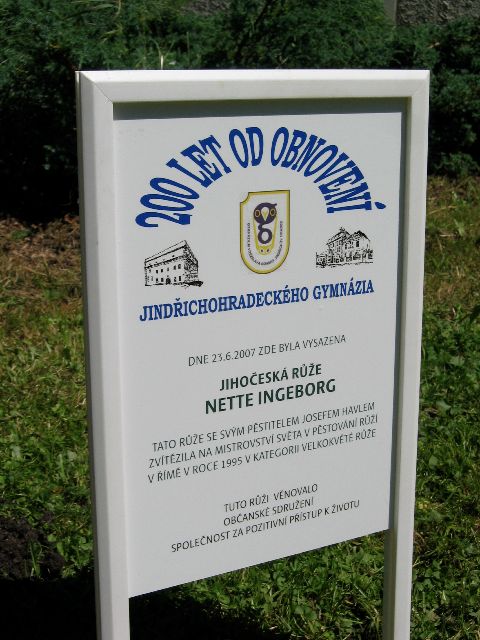 200 LET OD OBNOVENÍ
JINDŘICHOHRADECKÉHO GYMNÁZIA
DNE 23.6.2007 ZDE BYLA VYSAZENA
JIHOČESKÁ RŮŽE
NETTE INGEBORG
TATO RŮŽE SE SVÝM PĚSTITELEM JOSEFEM HAVLEM
ZVÍTĚZILA NA MISTROVSTVÍ SVĚTA V PĚSTOVÁNÍ RŮŽÍ
V ŘÍMĚ V ROCE 1995 V KATEGORII VELKOKVĚTÉ RŮŽE
TUTO RŮŽI VĚNOVALO
OBČANSKÉ SDRUŽENÍ
SPOLEČNOST ZA POZITIVNÍ PŘÍSTUP K ŽIVOTU